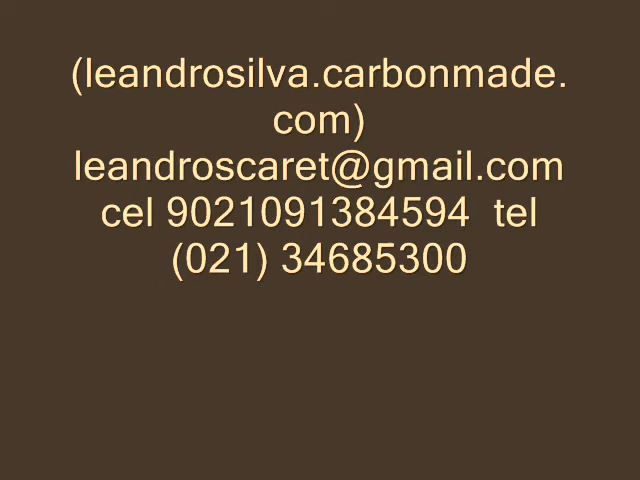 (leandrosilva.carbonmade.
com)
leandroscaret@gmail.com
cel 9021091384594  tel
(021) 34685300